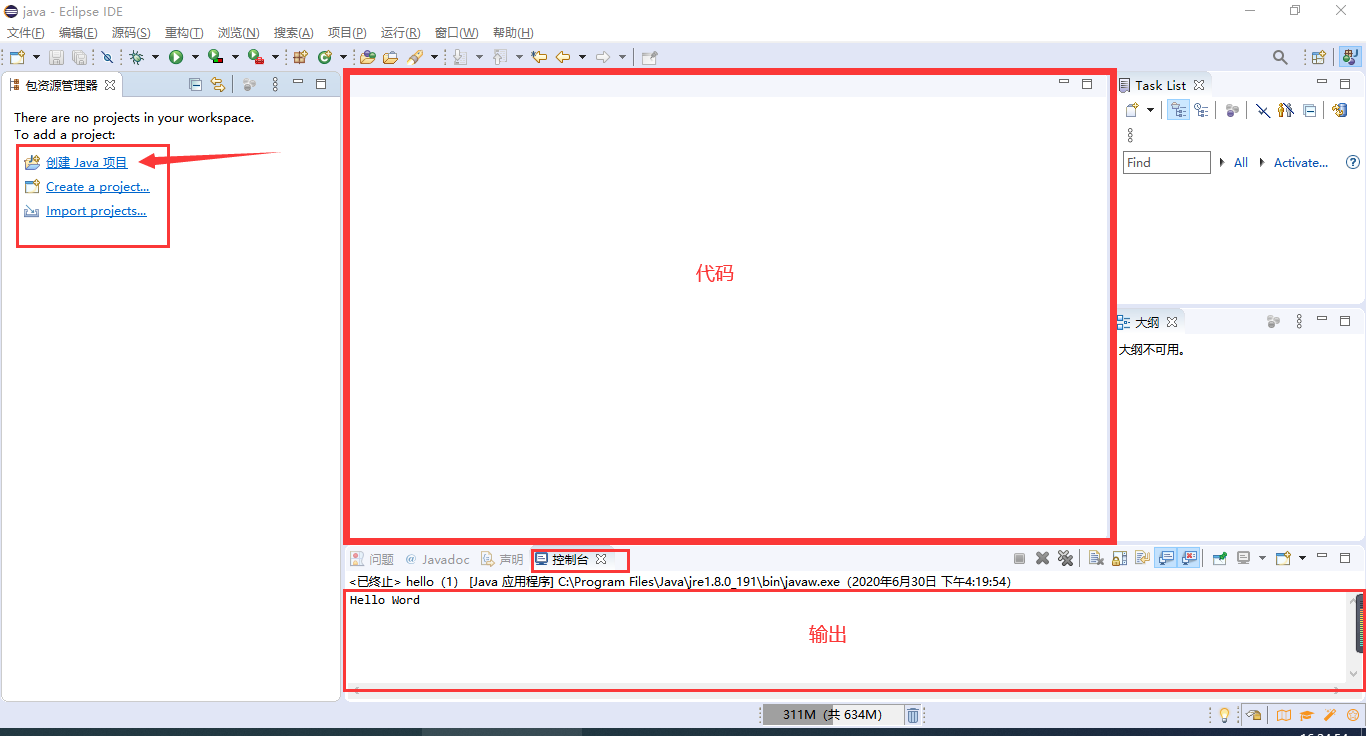 java - Eclipse IDE
文件(F) 编辑(E) 源码(S) 重构(T) 浏览(N) 搜索(A) 项目(P) 运行(R) 窗口(W) 帮助(H)
包资源管理器
There are no projects in your workspace.
To add a project:
创建 Java 项目
Create a project...
Import projects...
代码
Task List
Find
All
Activate...
大纲
大纲不可用。
问题 @ Javadoc 声明 控制台
<已终止> hello（1） [Java 应用程序] C:\Program Files\Java\jre1.8.0_191\bin\javaw.exe（2020年6月30日 下午4:19:54）
Hello Word
输出
311M（共 634M）